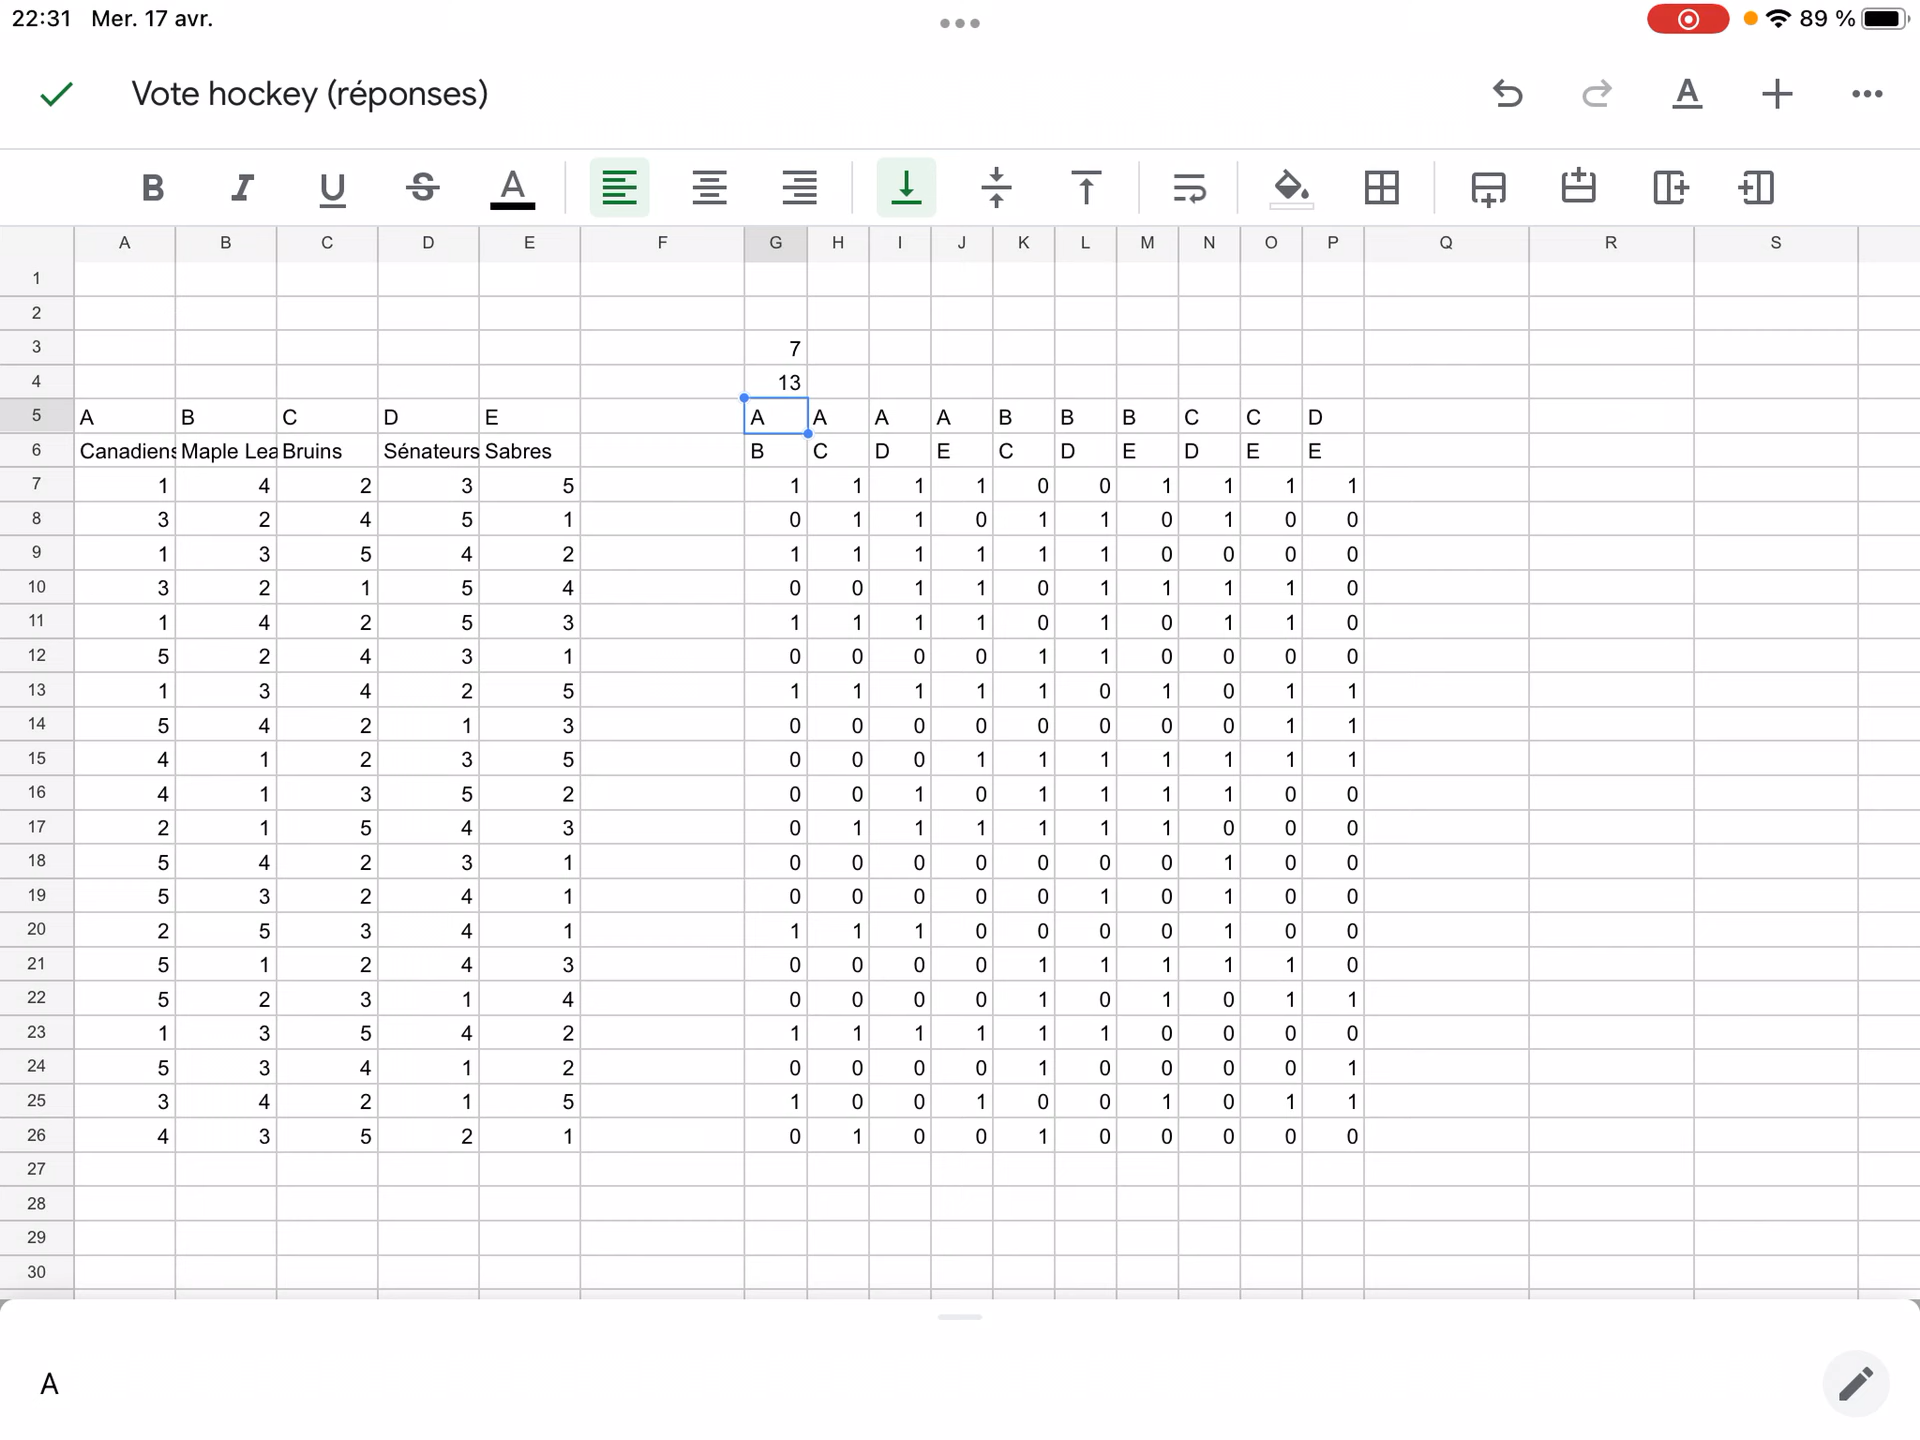 22:31 Mer. 17 avr. 89 %
Vote hockey (réponses)
B I U S A A
A B C D E F G H I J K L M N O P Q R S
1
2
3 7
4 13
5 A B C D E A A A A B B B C C D
6 Canadiens Maple Lea Bruins Sénateurs Sabres B C D E C D E D E E
7 1 4 2 3 5 1 1 1 1 0 0 1 1 1 1
8 3 2 4 5 1 0 1 1 0 1 1 0 1 0 0
9 1 3 5 4 2 1 1 1 1 1 1 0 0 0 0
10 3 2 1 5 4 0 0 1 1 0 1 1 1 1 0
11 1 4 2 5 3 1 1 1 1 0 1 0 1 1 0
12 5 2 4 3 1 0 0 0 0 1 1 0 0 0 0
13 1 3 4 2 5 1 1 1 1 1 0 1 0 1 1
14 5 4 2 1 3 0 0 0 0 0 0 0 0 1 1
15 4 1 2 3 5 0 0 0 1 1 1 1 1 1 1
16 4 1 3 5 2 0 0 1 0 1 1 1 1 0 0
17 2 1 5 4 3 0 1 1 1 1 1 1 0 0 0
18 5 4 2 3 1 0 0 0 0 0 0 0 1 0 0
19 5 3 2 4 1 0 0 0 0 0 1 0 1 0 0
20 2 5 3 4 1 1 1 1 0 0 0 0 1 0 0
21 5 1 2 4 3 0 0 0 0 1 1 1 1 1 0
22 5 2 3 1 4 0 0 0 0 1 0 1 0 1 1
23 1 3 5 4 2 1 1 1 1 1 1 0 0 0 0
24 5 3 4 1 2 0 0 0 0 1 0 0 0 0 1
25 3 4 2 1 5 1 0 0 1 0 0 1 0 1 1
26 4 3 5 2 1 0 1 0 0 1 0 0 0 0 0
27
28
29
30
A